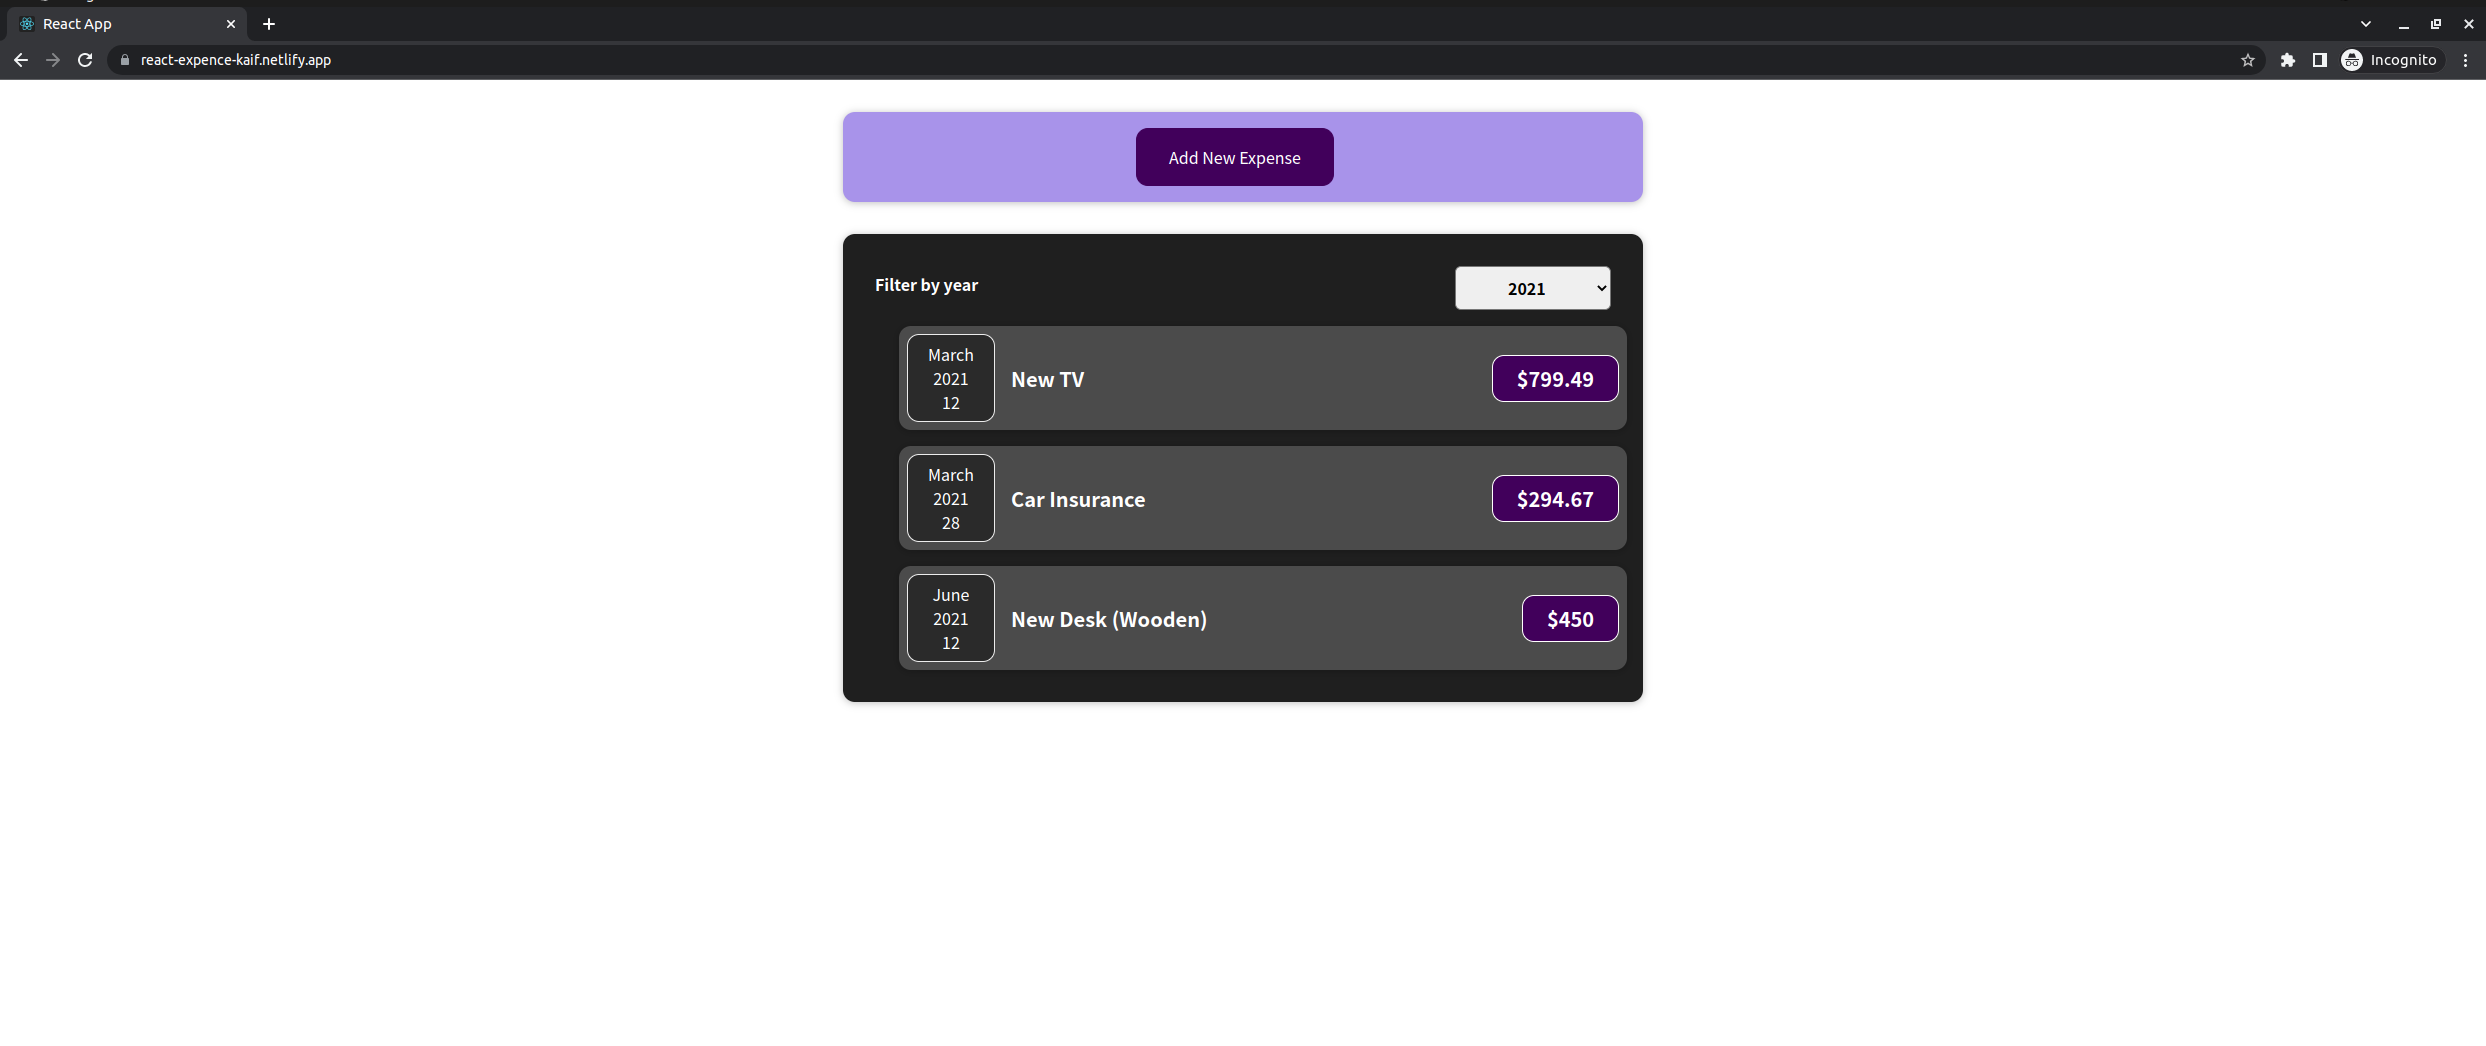 React App
react-expence-kaif.netlify.app
Incognito
Add New Expense
Filter by year
2021
March
2021
12
New TV
$799.49
March
2021
28
Car Insurance
$294.67
June
2021
12
New Desk (Wooden)
$450